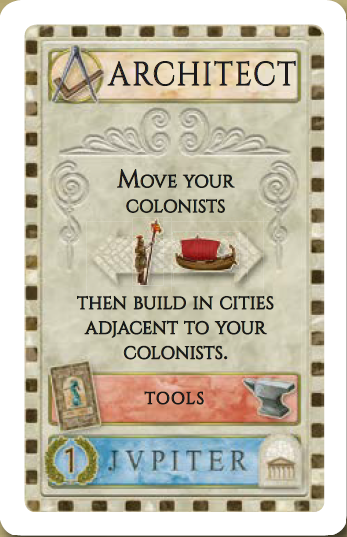 ARCHITECT
MOVE YOUR
COLONISTS
THEN BUILD IN CITIES
ADJACENT TO YOUR
COLONISTS.
TOOLS
1 JVPITER